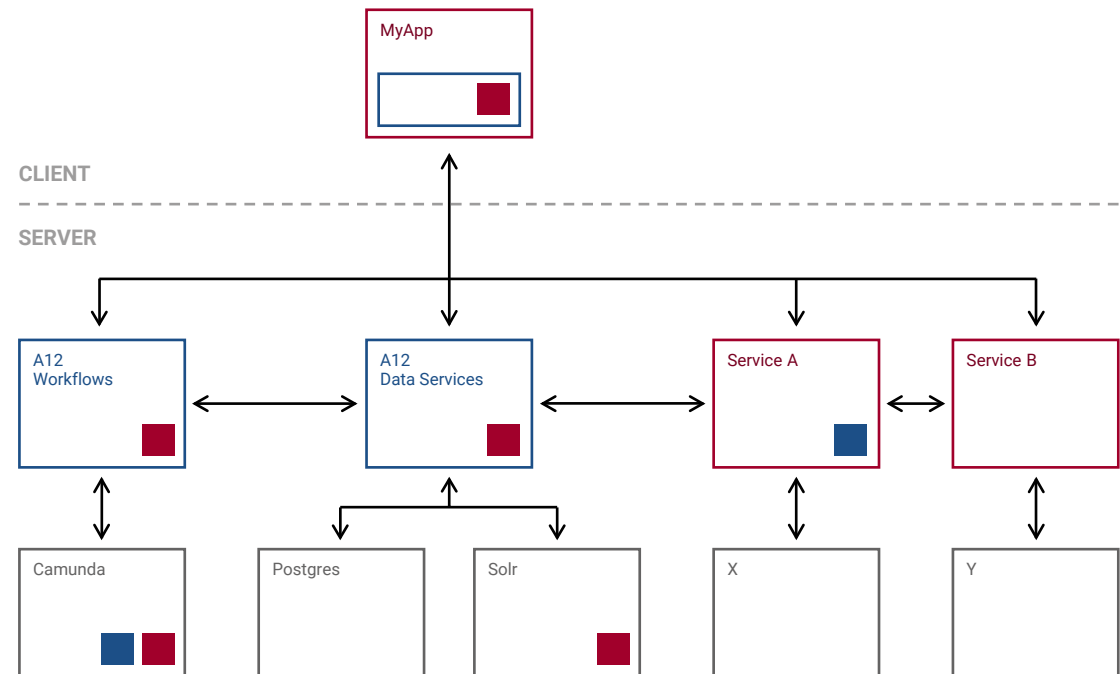 MyApp
CLIENT
SERVER
A12
Workflows
A12
Data Services
Service A
Service B
Camunda
Postgres
Solr
X
Y